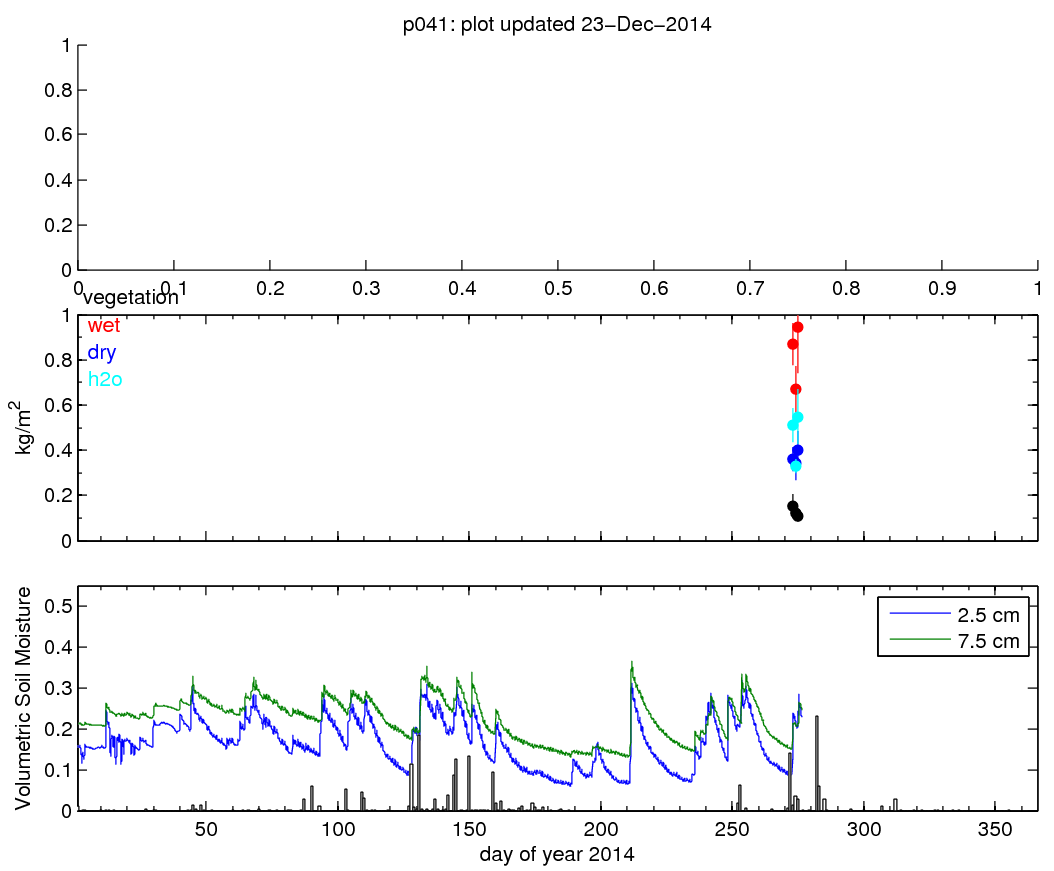 p041: plot updated 23−Dec−2014
1
0.8
0.6
0.4
0.2
0
0 0.1 0.2 0.3 0.4 0.5 0.6 0.7 0.8 0.9 1
vegetation
1
wet
dry
0.8
h2o
0.6
kg/m²
0.4
0.2
0
0.5
2.5 cm
7.5 cm
0.4
0.3
Volumetric Soil Moisture
0.2
0.1
0
50 100 150 200 250 300 350
day of year 2014